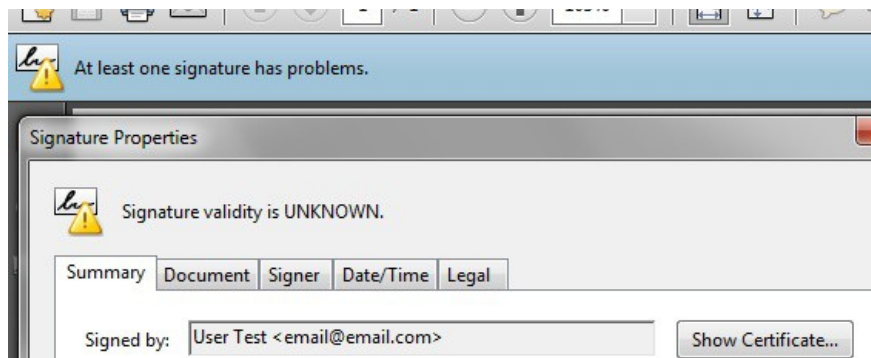 At least one signature has problems.
Signature Properties
Signature validity is UNKNOWN.
Summary Document Signer Date/Time Legal
Signed by: User Test <email@email.com> Show Certificate...